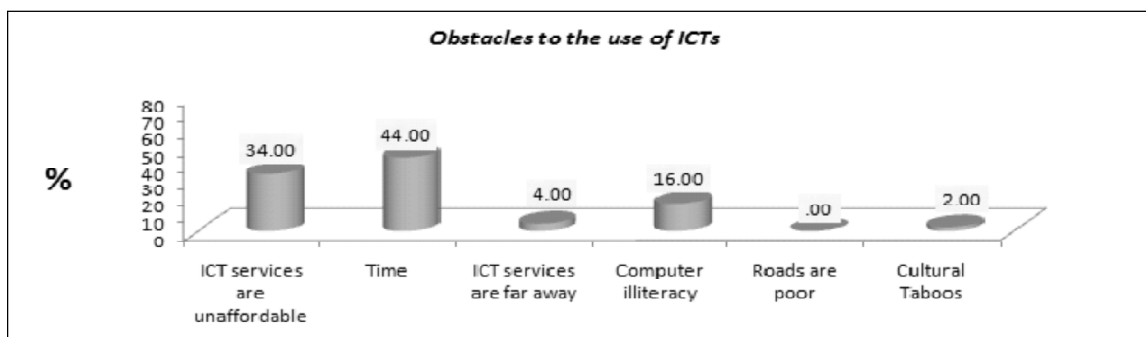 Obstacles to the use of ICTs
%
80
70
60
50
40
30
20
10
0
34.00
44.00
4.00
16.00
.00
2.00
ICT services
are
unaffordable
Time
ICT services
are far away
Computer
illiteracy
Roads are
poor
Cultural
Taboos